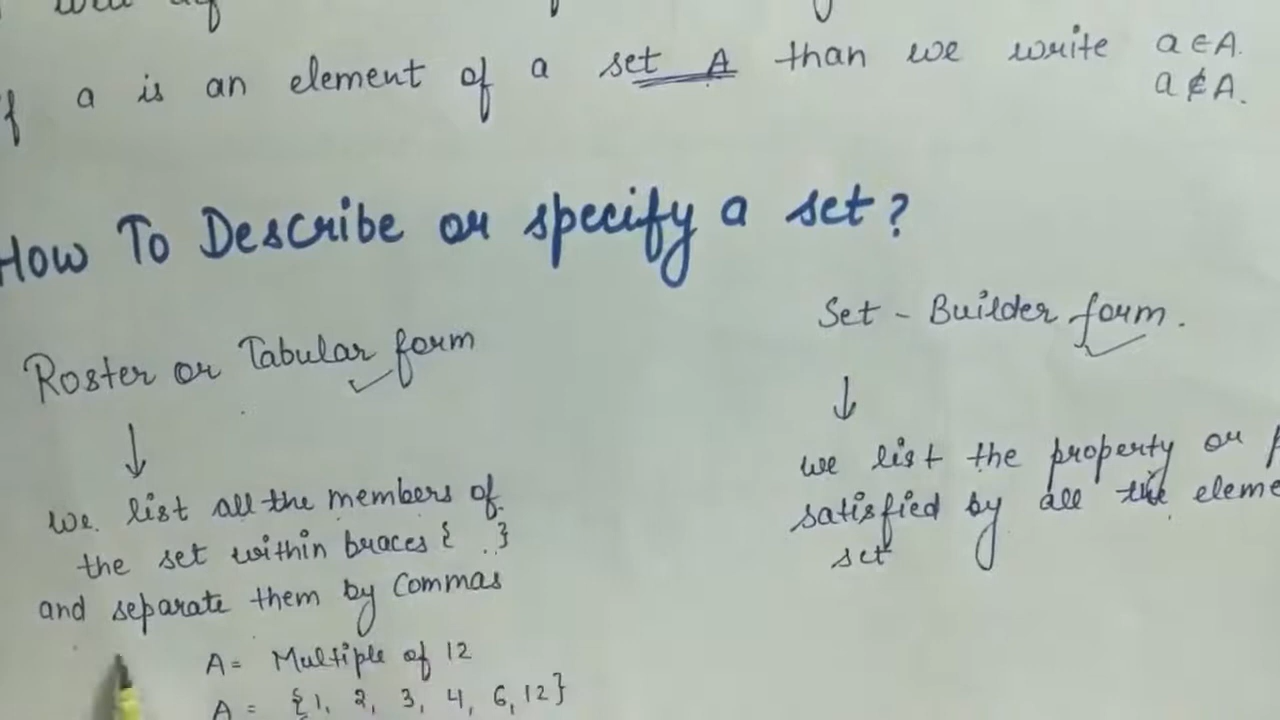 a is an element of a set A than we write a ∈ A.
a ∉ A.
How To Describe or specify a set?
Roster or Tabular form
Set - Builder form.
↓
we list all the members of
the set within braces { .. }
and separate them by Commas
↓
we list the property or
satisfied by all the
set
A = Multiple of 12
A = {1, 2, 3, 4, 6, 12}